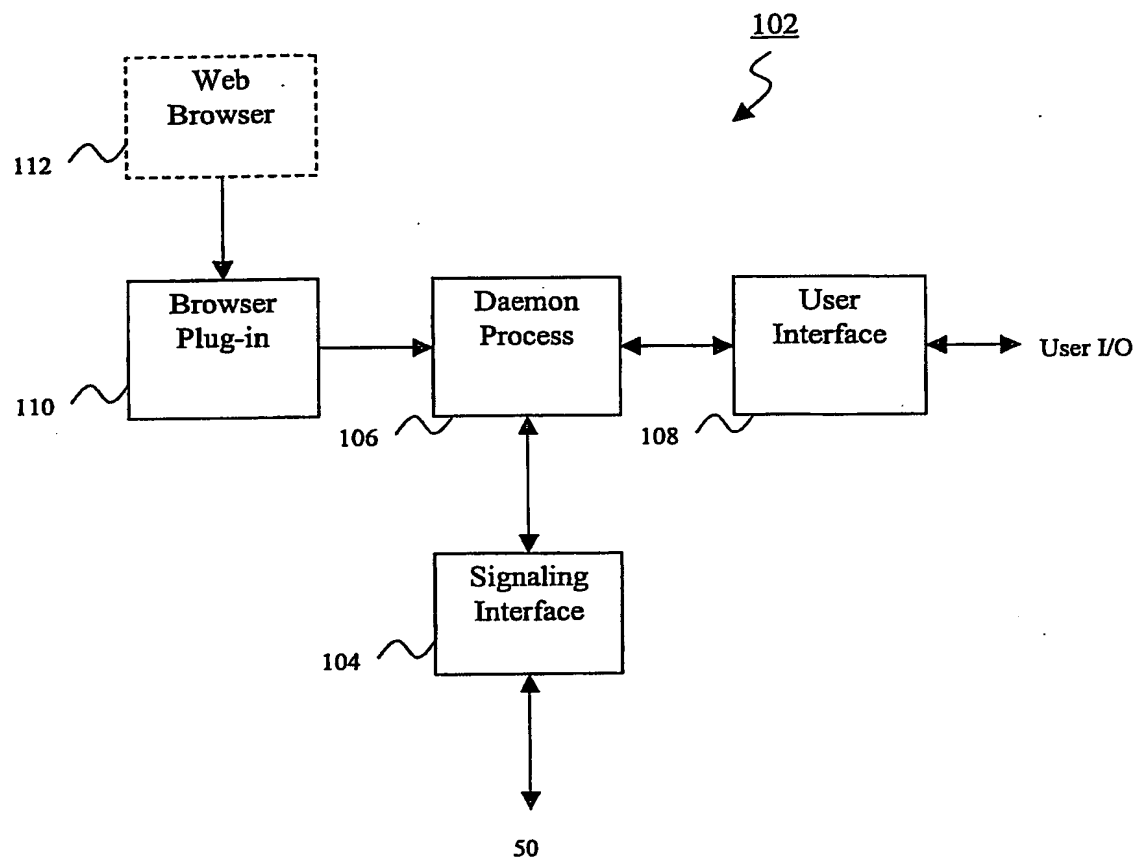 102
Web
Browser
112
Browser
Plug-in
110
Daemon
Process
106
User
Interface
108
User I/O
Signaling
Interface
104
50